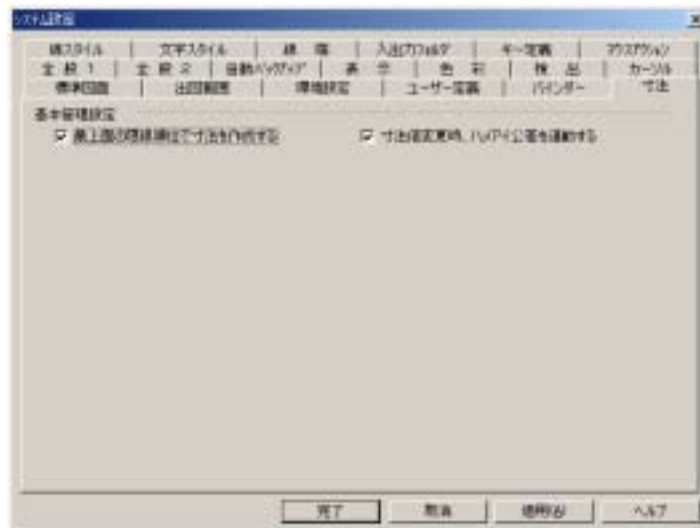 システム設定
線スタイル 文字スタイル 線 幅 入出力フォルダ キー定義 マウスアクション
全 般 1 全 般 2 自動バックアップ 表 示 色 彩 検 出 カーソル
標準図面 出図範囲 環境設定 ユーザー定義 バインダー 寸法
基本管理設定
最上面の隠線順位で寸法を作成する 寸法値変更時、ハメアイ公差を連動する
完了 取消 適用(A) ヘルプ